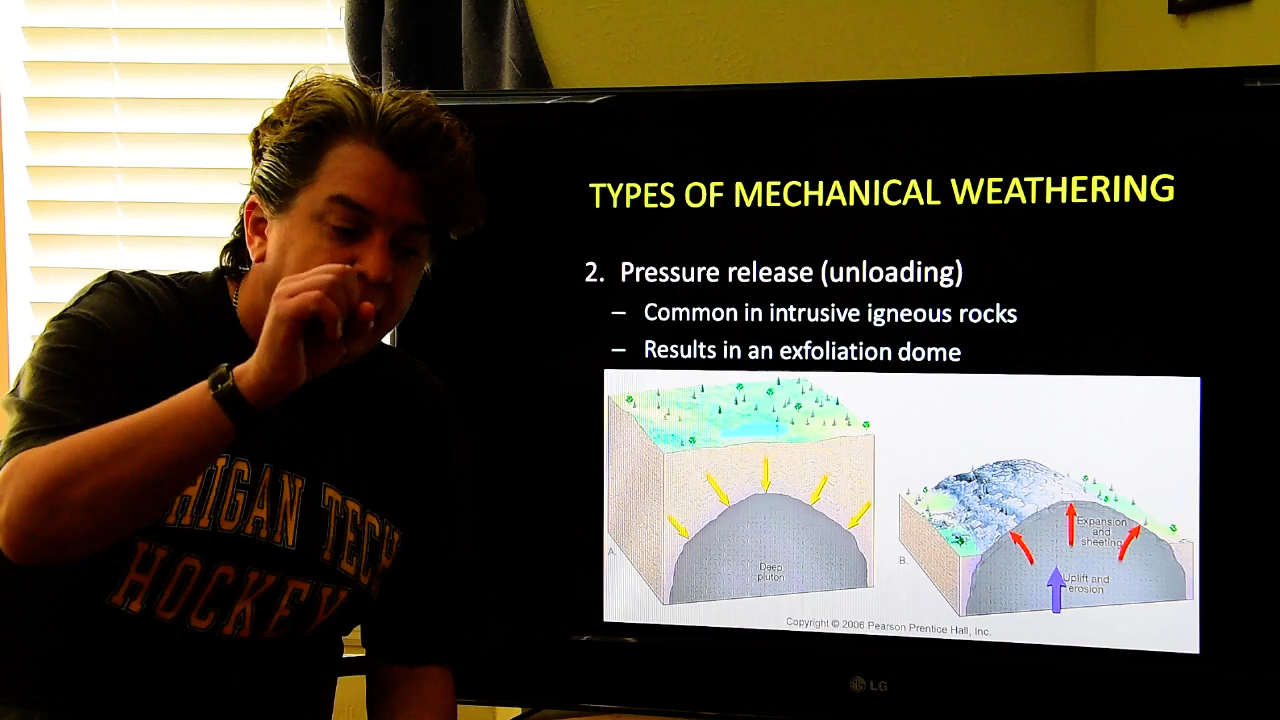 TYPES OF MECHANICAL WEATHERING
2. Pressure release (unloading)
– Common in intrusive igneous rocks
– Results in an exfoliation dome
A.
Deep
pluton
B.
Expansion
and
sheeting
Uplift and
erosion
Copyright © 2006 Pearson Prentice Hall, Inc.
LG
HIGAN TECH
HOCKEY